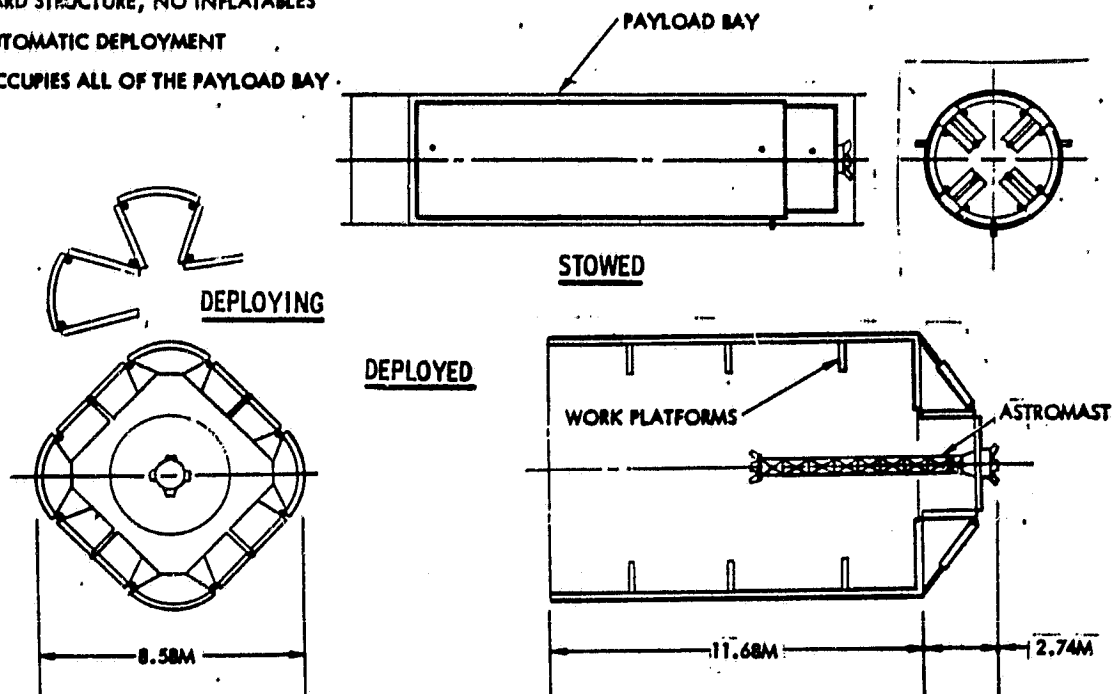 ARD STRUCTURE, NO INFLATABLES
UTOMATIC DEPLOYMENT
CCUPIES ALL OF THE PAYLOAD BAY
PAYLOAD BAY
STOWED
DEPLOYING
DEPLOYED
WORK PLATFORMS
ASTROMAST
8.58M
11.68M
2.74M